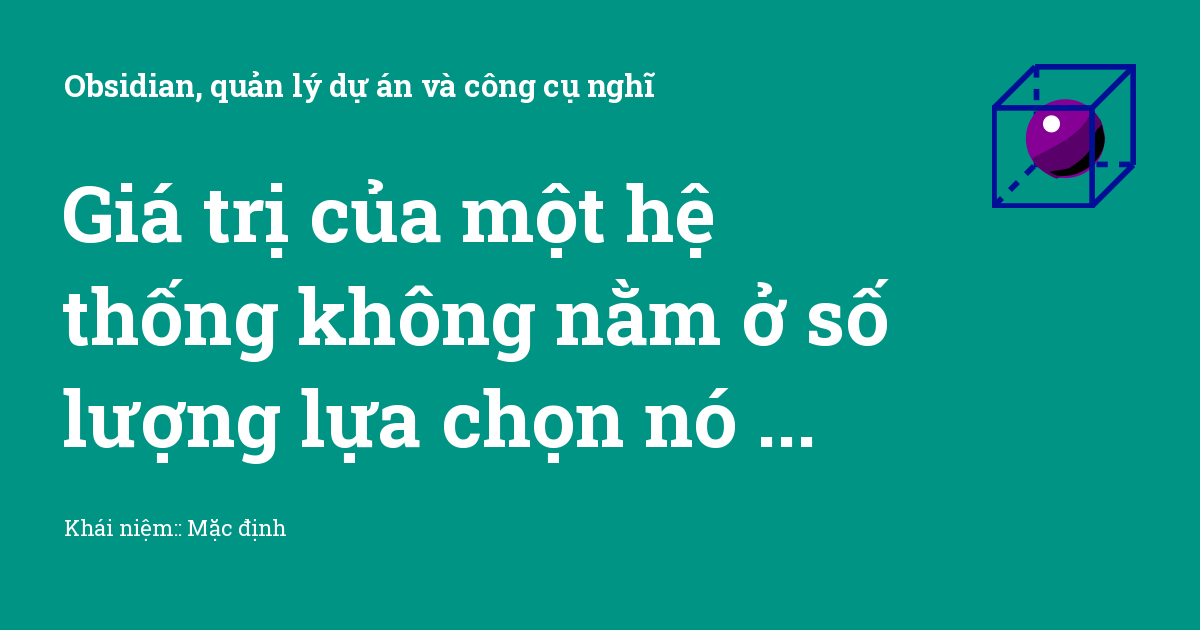 Obsidian, quản lý dự án và công cụ nghĩ
Giá trị của một hệ
thống không nằm ở số
lượng lựa chọn nó ...
Khái niệm:: Mặc định